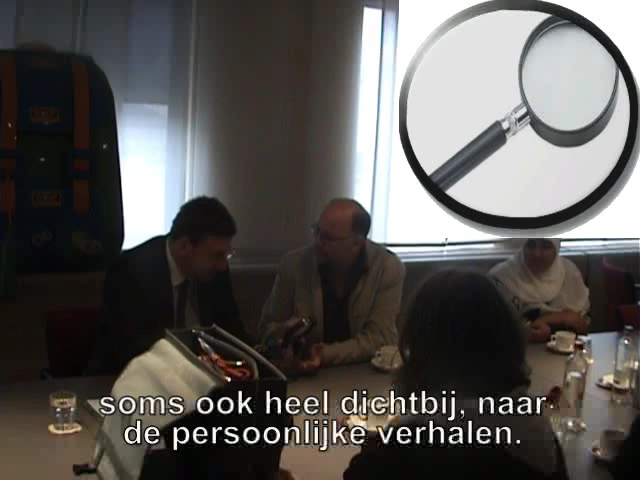 soms ook heel dichtbij, naar
de persoonlijke verhalen.